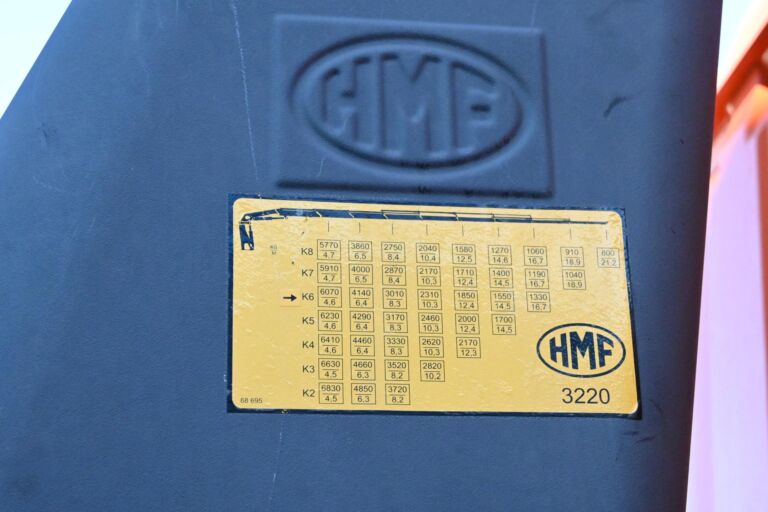 HMF
K8 5770 3860 2750 2040 1580 1270 1060 910 800
4,7 6,5 8,4 10,4 12,5 14,6 16,7 18,9 21,2
K7 5910 4000 2870 2170 1710 1400 1190 1040
4,7 6,5 8,4 10,3 12,4 14,5 16,7 18,9
K6 6070 4140 3010 2310 1850 1550 1330
4,6 6,4 8,3 10,3 12,4 14,5 16,7
K5 6230 4290 3170 2460 2000 1700
4,6 6,4 8,3 10,3 12,4 14,5
K4 6410 4460 3330 2620 2170
4,6 6,4 8,3 10,3 12,3
K3 6630 4660 3520 2820
4,5 6,3 8,2 10,2
K2 6830 4850 3720
4,5 6,3 8,2
HMF
3220
68 695